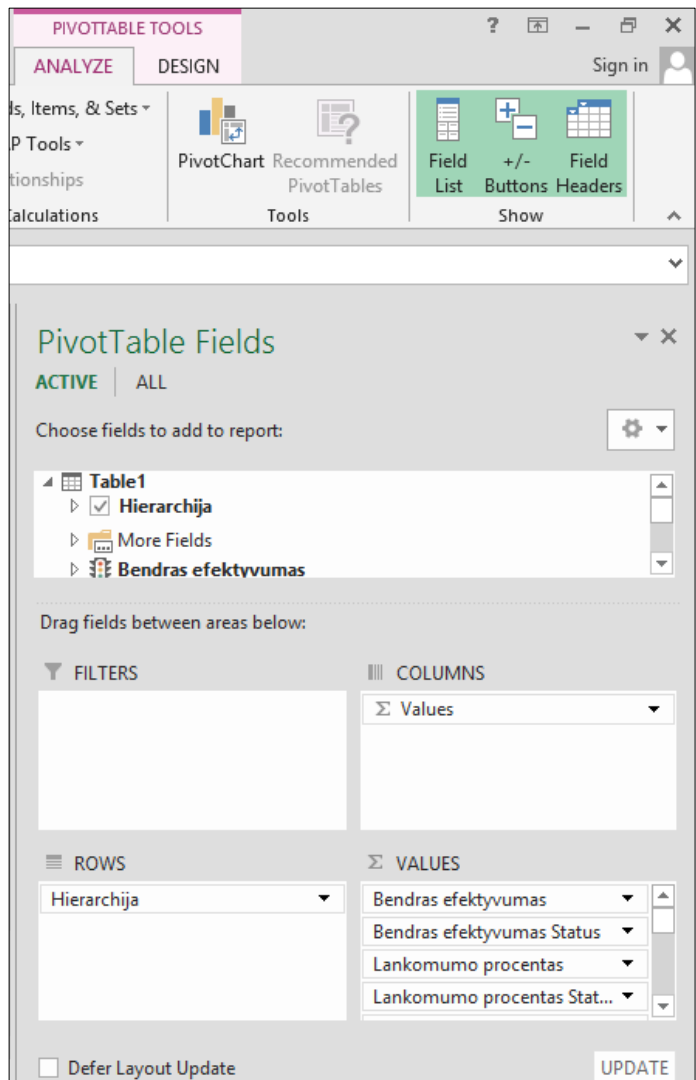 PIVOTTABLE TOOLS ?
ANALYZE DESIGN Sign in
Items, & Sets
P Tools
tionships
PivotChart
Recommended PivotTables
Field List
+/- Buttons
Field Headers
alculations Tools Show
PivotTable Fields
ACTIVE ALL
Choose fields to add to report:
Table1
Hierarchija
More Fields
Bendras efektyvumas
Drag fields between areas below:
FILTERS
COLUMNS
Σ Values
ROWS
Hierarchija
Σ VALUES
Bendras efektyvumas
Bendras efektyvumas Status
Lankomumo procentas
Lankomumo procentas Stat...
Defer Layout Update UPDATE